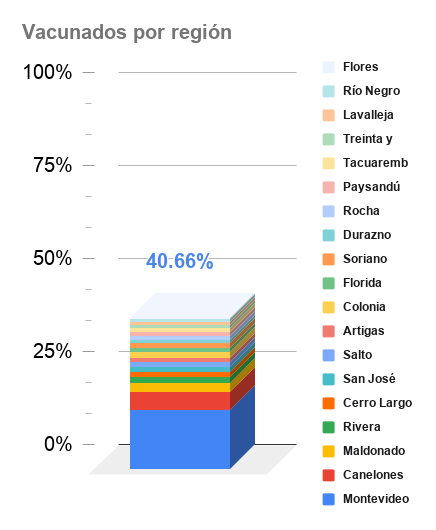 Vacunados por región
100%
75%
50%
25%
0%
40.66%
Flores
Río Negro
Lavalleja
Treinta y
Tacuaremb
Paysandú
Rocha
Durazno
Soriano
Florida
Colonia
Artigas
Salto
San José
Cerro Largo
Rivera
Maldonado
Canelones
Montevideo